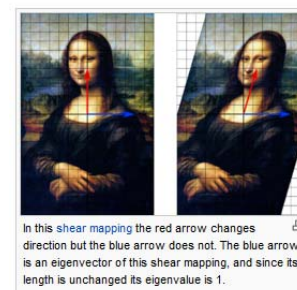 In this shear mapping the red arrow changes
direction but the blue arrow does not. The blue arrow
is an eigenvector of this shear mapping, and since its
length is unchanged its eigenvalue is 1.